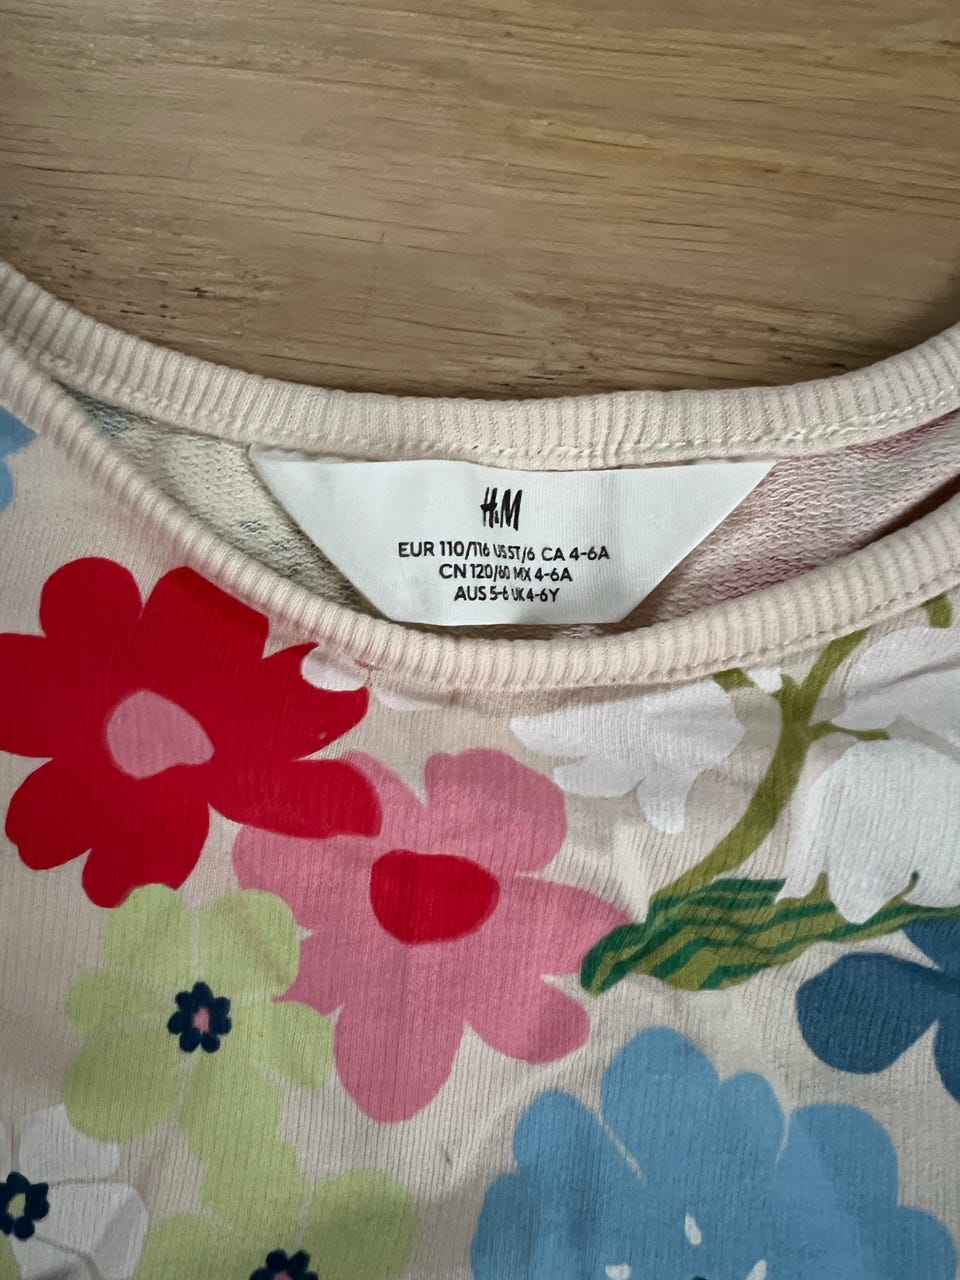 H&M
EUR 110/116 US 5T/6 CA 4-6A
CN 120/60 MX 4-6A
AUS 5-6 UK 4-6Y